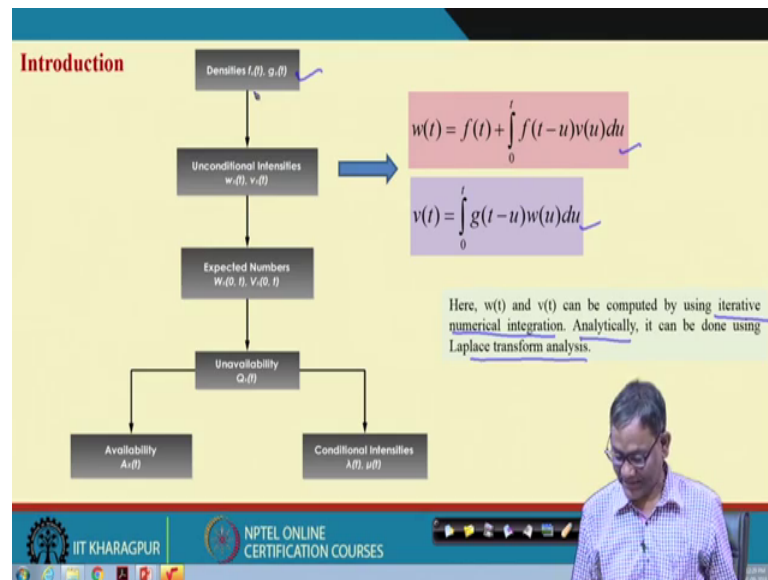 Introduction
Densities fₓ(t), gₓ(t)
Unconditional Intensities
wₓ(t), vₓ(t)
w(t) = f(t) + ∫₀ᵗ f(t−u)v(u)du
v(t) = ∫₀ᵗ g(t−u)w(u)du
Expected Numbers
Wₓ(0, t), Vₓ(0, t)
Here, w(t) and v(t) can be computed by using iterative
numerical integration. Analytically, it can be done using
Laplace transform analysis.
Unavailability
Qₓ(t)
Availability
Aₓ(t)
Conditional Intensities
λ(t), μ(t)
IIT KHARAGPUR
NPTEL ONLINE
CERTIFICATION COURSES